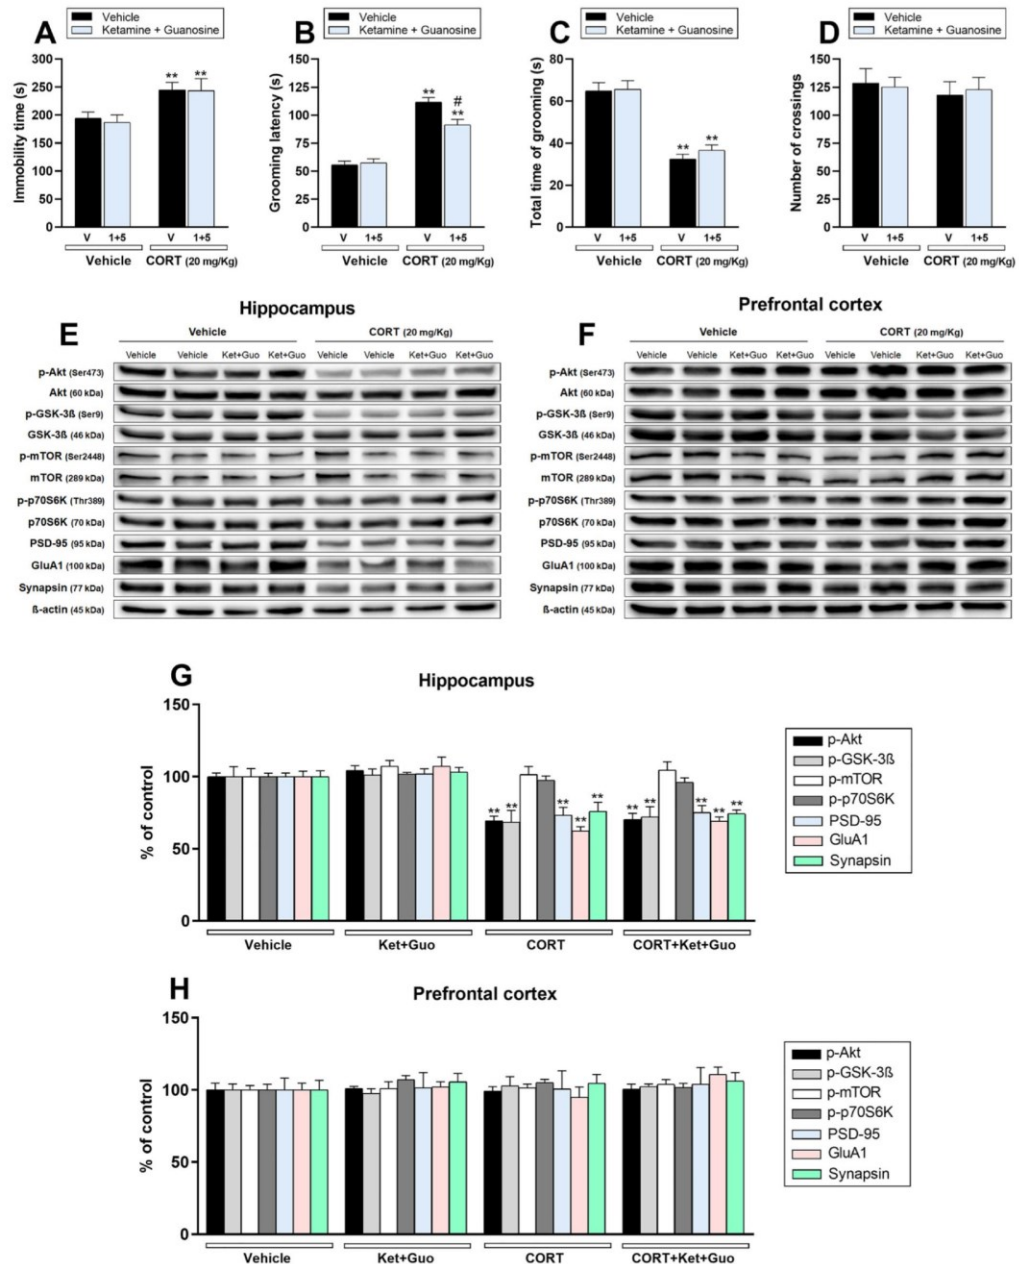 A
Vehicle
Ketamine + Guanosine
Immobility time (s)
300
250
200
150
100
50
0
** **
V 1+5 V 1+5
Vehicle CORT (20 mg/Kg)
B
Vehicle
Ketamine + Guanosine
Grooming latency (s)
150
125
100
75
50
25
0
#
** **
V 1+5 V 1+5
Vehicle CORT (20 mg/Kg)
C
Vehicle
Ketamine + Guanosine
Total time of grooming (s)
80
60
40
20
0
** **
V 1+5 V 1+5
Vehicle CORT (20 mg/Kg)
D
Vehicle
Ketamine + Guanosine
Number of crossings
150
125
100
75
50
25
0
V 1+5 V 1+5
Vehicle CORT (20 mg/Kg)
Hippocampus
E
Vehicle CORT (20 mg/Kg)
Vehicle Vehicle Ket+Guo Ket+Guo Vehicle Vehicle Ket+Guo Ket+Guo
p-Akt (Ser473)
Akt (60 kDa)
p-GSK-3ß (Ser9)
GSK-3ß (46 kDa)
p-mTOR (Ser2448)
mTOR (289 kDa)
p-p70S6K (Thr389)
p70S6K (70 kDa)
PSD-95 (95 kDa)
GluA1 (100 kDa)
Synapsin (77 kDa)
ß-actin (45 kDa)
Prefrontal cortex
F
Vehicle CORT (20 mg/Kg)
Vehicle Vehicle Ket+Guo Ket+Guo Vehicle Vehicle Ket+Guo Ket+Guo
p-Akt (Ser473)
Akt (60 kDa)
p-GSK-3ß (Ser9)
GSK-3ß (46 kDa)
p-mTOR (Ser2448)
mTOR (289 kDa)
p-p70S6K (Thr389)
p70S6K (70 kDa)
PSD-95 (95 kDa)
GluA1 (100 kDa)
Synapsin (77 kDa)
ß-actin (45 kDa)
G
Hippocampus
% of control
150
100
50
0
** ** ** ** ** ** ** ** ** **
Vehicle Ket+Guo CORT CORT+Ket+Guo
p-Akt
p-GSK-3ß
p-mTOR
p-p70S6K
PSD-95
GluA1
Synapsin
H
Prefrontal cortex
% of control
150
100
50
0
Vehicle Ket+Guo CORT CORT+Ket+Guo
p-Akt
p-GSK-3ß
p-mTOR
p-p70S6K
PSD-95
GluA1
Synapsin